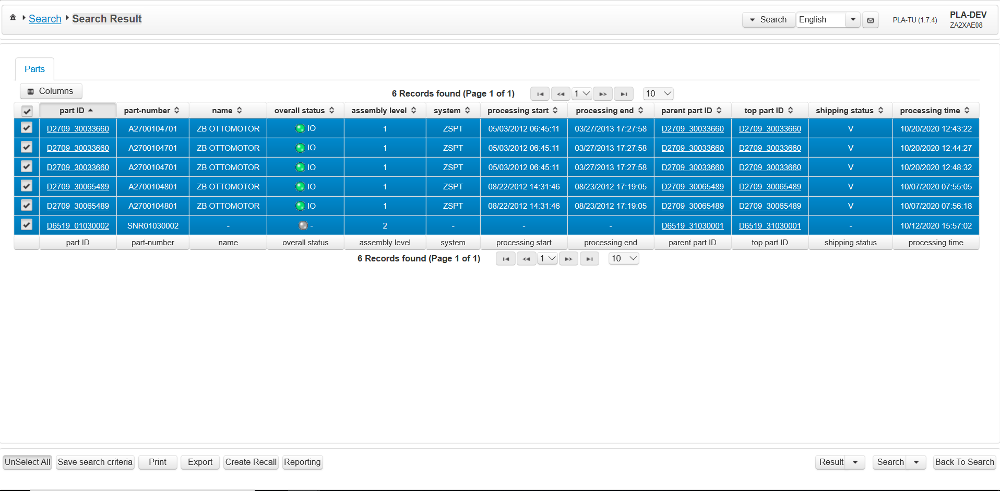 Search Search Result Search English PLA-TU (1.7.4) PLA-DEV
ZA2XAE08
Parts
Columns 6 Records found (Page 1 of 1) 1 10
part ID part-number name overall status assembly level system processing start processing end parent part ID top part ID shipping status processing time
D2709_30033660 A2700104701 ZB OTTOMOTOR IO 1 ZSPT 05/03/2012 06:45:11 03/27/2013 17:27:58 D2709_30033660 D2709_30033660 V 10/20/2020 12:43:22
D2709_30033660 A2700104701 ZB OTTOMOTOR IO 1 ZSPT 05/03/2012 06:45:11 03/27/2013 17:27:58 D2709_30033660 D2709_30033660 V 10/20/2020 12:44:27
D2709_30033660 A2700104701 ZB OTTOMOTOR IO 1 ZSPT 05/03/2012 06:45:11 03/27/2013 17:27:58 D2709_30033660 D2709_30033660 V 10/20/2020 12:48:32
D2709_30065489 A2700104801 ZB OTTOMOTOR IO 1 ZSPT 08/22/2012 14:31:46 08/23/2012 17:19:05 D2709_30065489 D2709_30065489 V 10/07/2020 07:55:05
D2709_30065489 A2700104801 ZB OTTOMOTOR IO 1 ZSPT 08/22/2012 14:31:46 08/23/2012 17:19:05 D2709_30065489 D2709_30065489 V 10/07/2020 07:56:18
D6519_01030002 SNR01030002 - - 2 - - - D6519_31030001 D6519_31030001 - 10/12/2020 15:57:02
part ID part-number name overall status assembly level system processing start processing end parent part ID top part ID shipping status processing time
6 Records found (Page 1 of 1) 1 10
UnSelect All Save search criteria Print Export Create Recall Reporting Result Search Back To Search